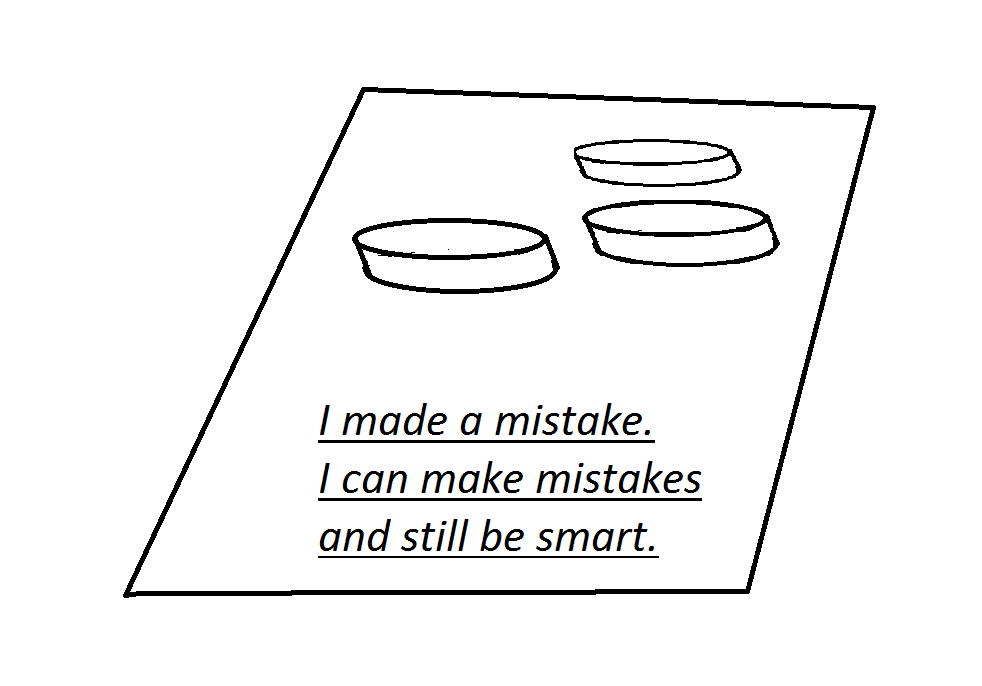 I made a mistake.
I can make mistakes
and still be smart.